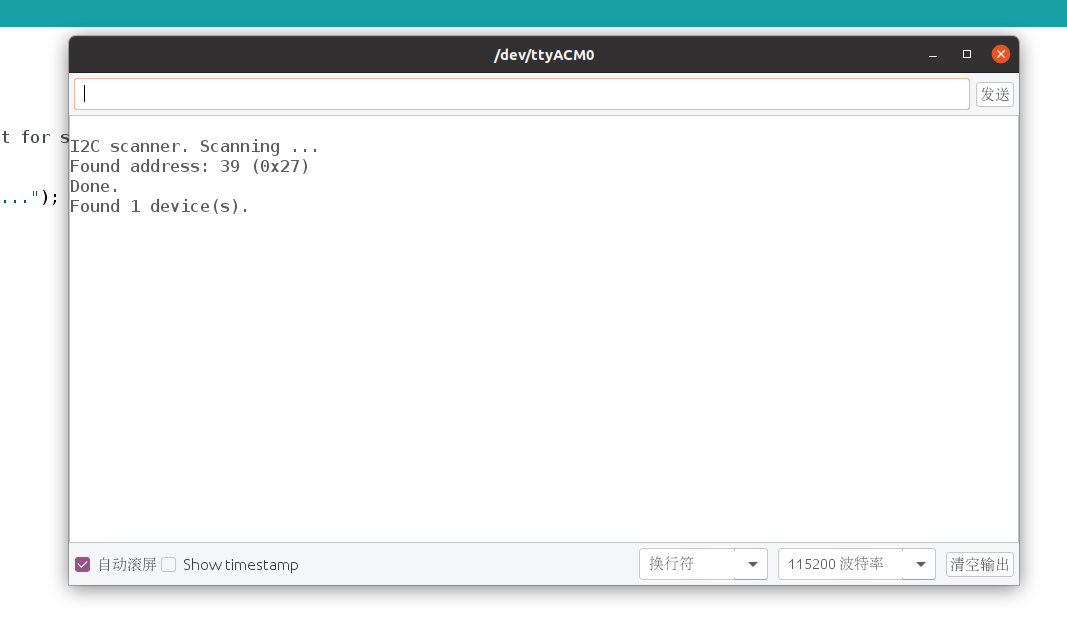 /dev/ttyACM0
发送
t for s
...");
I2C scanner. Scanning ...
Found address: 39 (0x27)
Done.
Found 1 device(s).
自动滚屏 Show timestamp 换行符 115200 波特率 清空输出